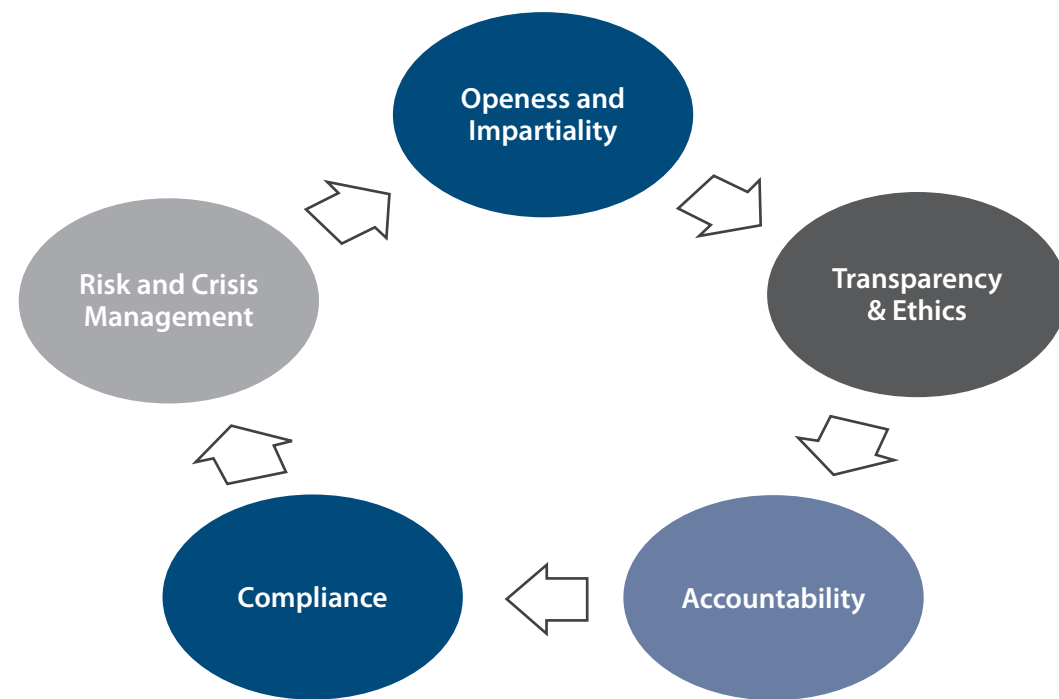 Openess and
Impartiality
Transparency
& Ethics
Accountability
Compliance
Risk and Crisis
Management